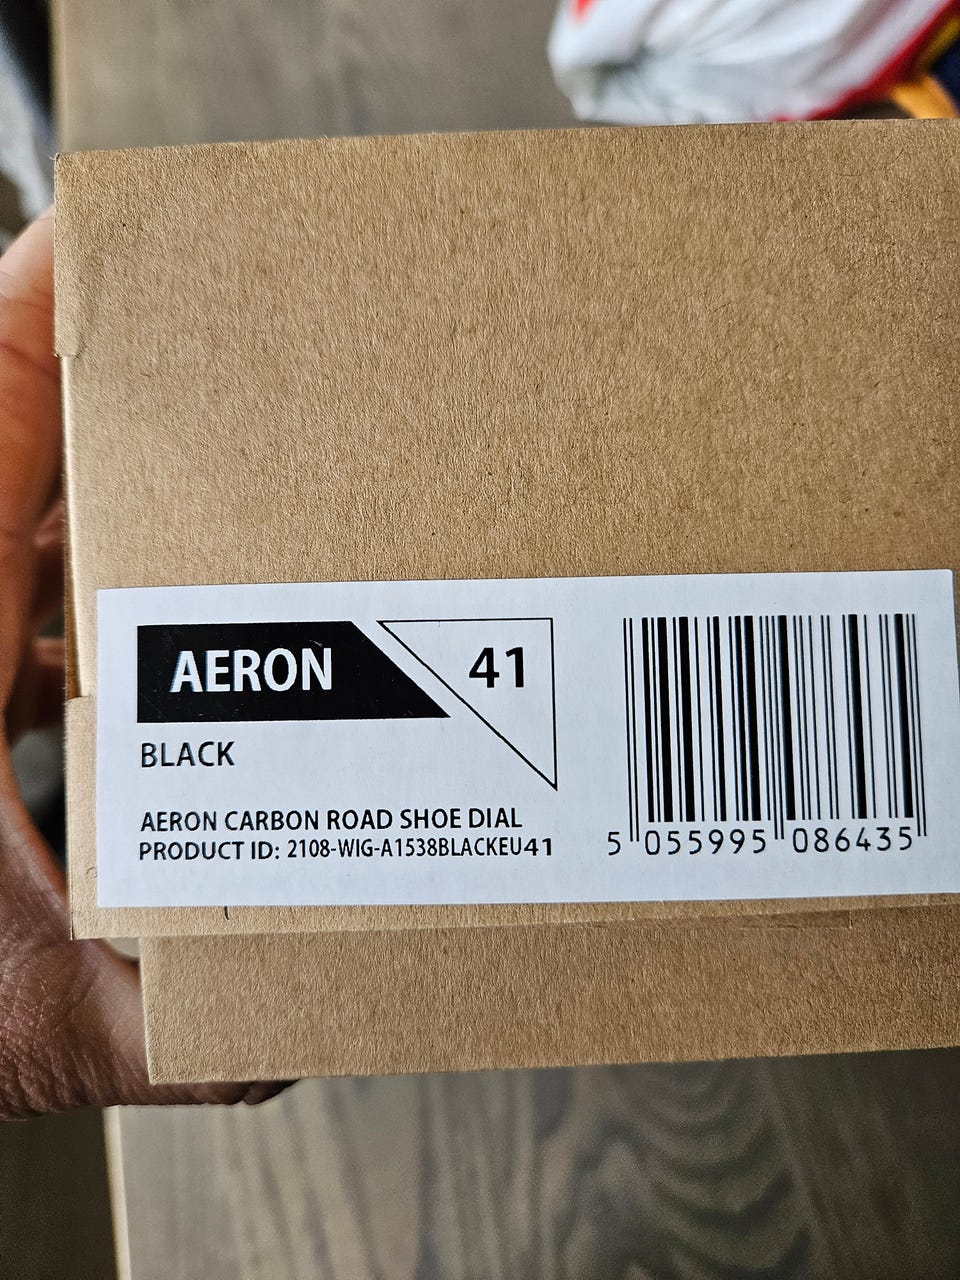 AERON
41
BLACK
AERON CARBON ROAD SHOE DIAL
PRODUCT ID: 2108-WIG-A1538BLACKEU41
5 055995 086435